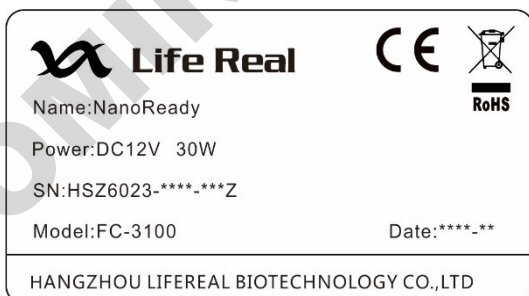 Life Real
CE
RoHS
Name:NanoReady
Power:DC12V 30W
SN:HSZ6023-****-***Z
Model:FC-3100
Date:****-**
HANGZHOU LIFEREAL BIOTECHNOLOGY CO.,LTD